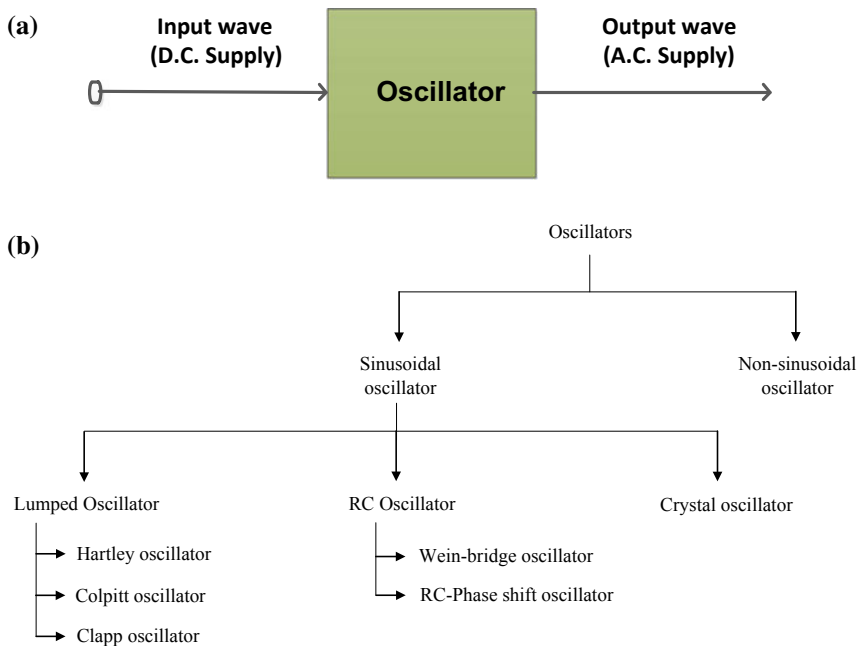 (a)
Input wave
(D.C. Supply)
Oscillator
Output wave
(A.C. Supply)
(b)
Oscillators
Sinusoidal
oscillator
Non-sinusoidal
oscillator
Lumped Oscillator
RC Oscillator
Crystal oscillator
Hartley oscillator
Colpitt oscillator
Clapp oscillator
Wein-bridge oscillator
RC-Phase shift oscillator